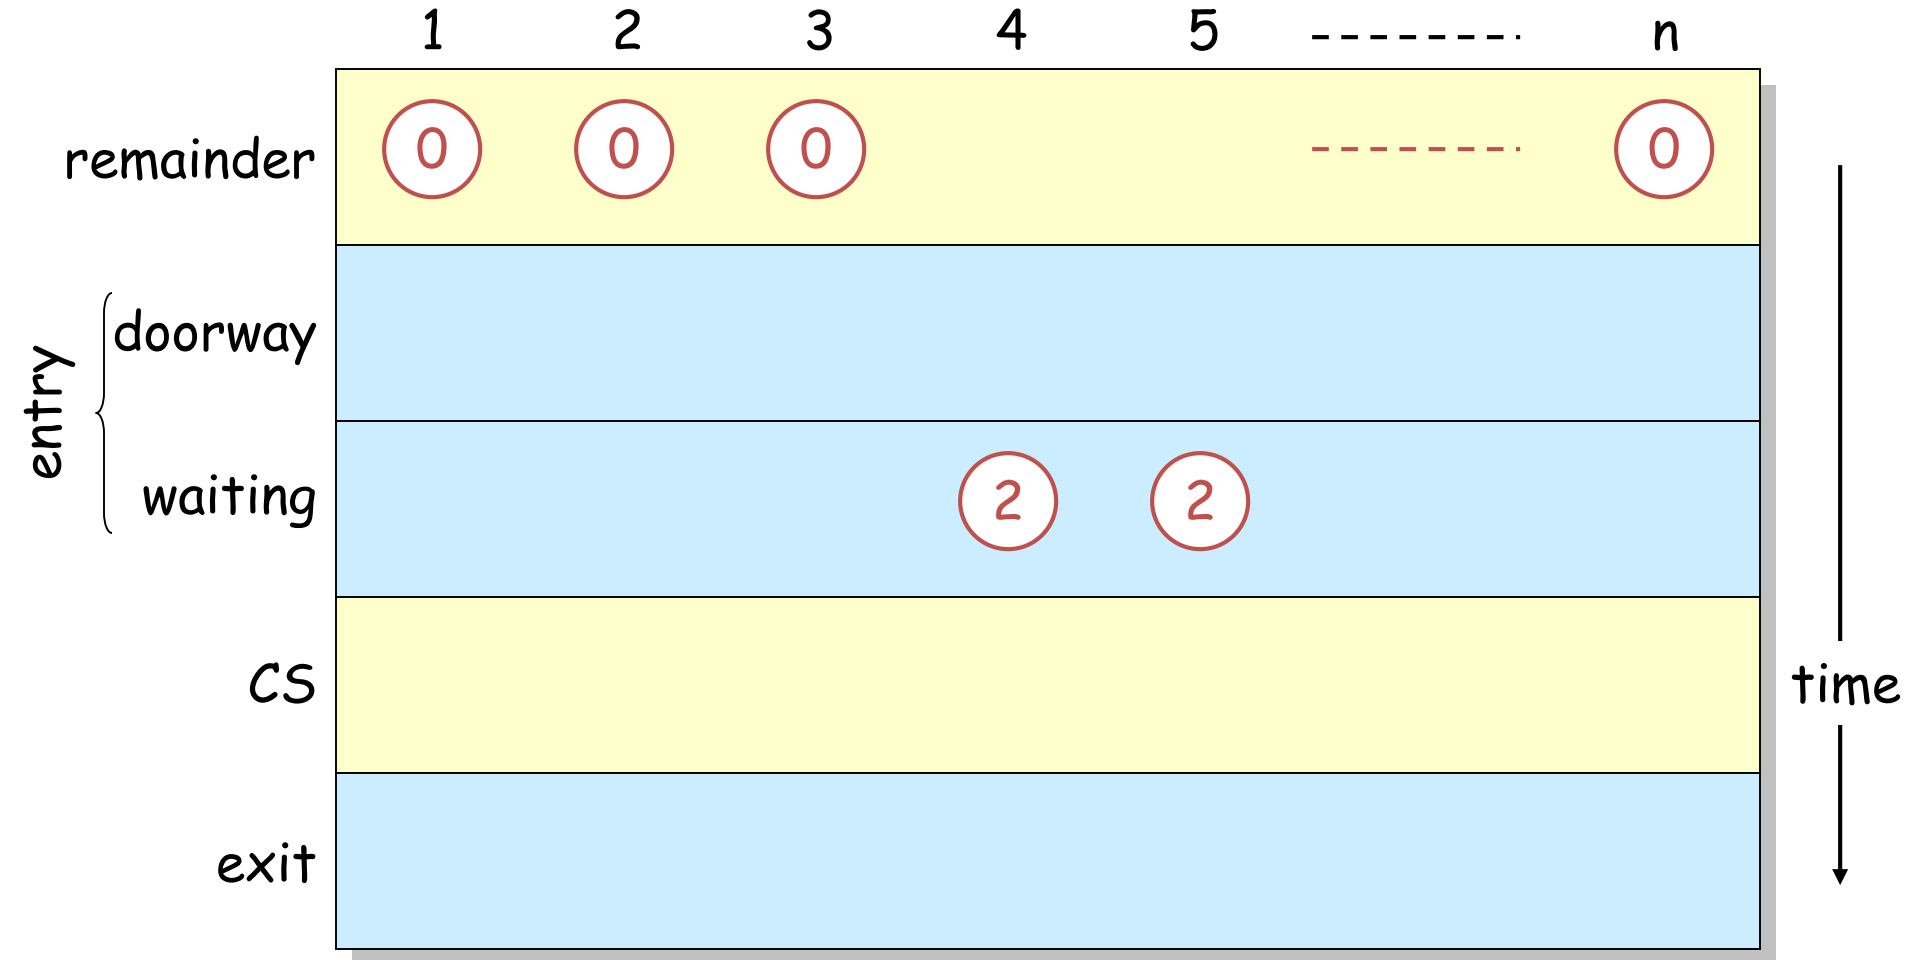 1 2 3 4 5 n
remainder 0 0 0 0
entry
doorway
waiting 2 2
CS
time
exit